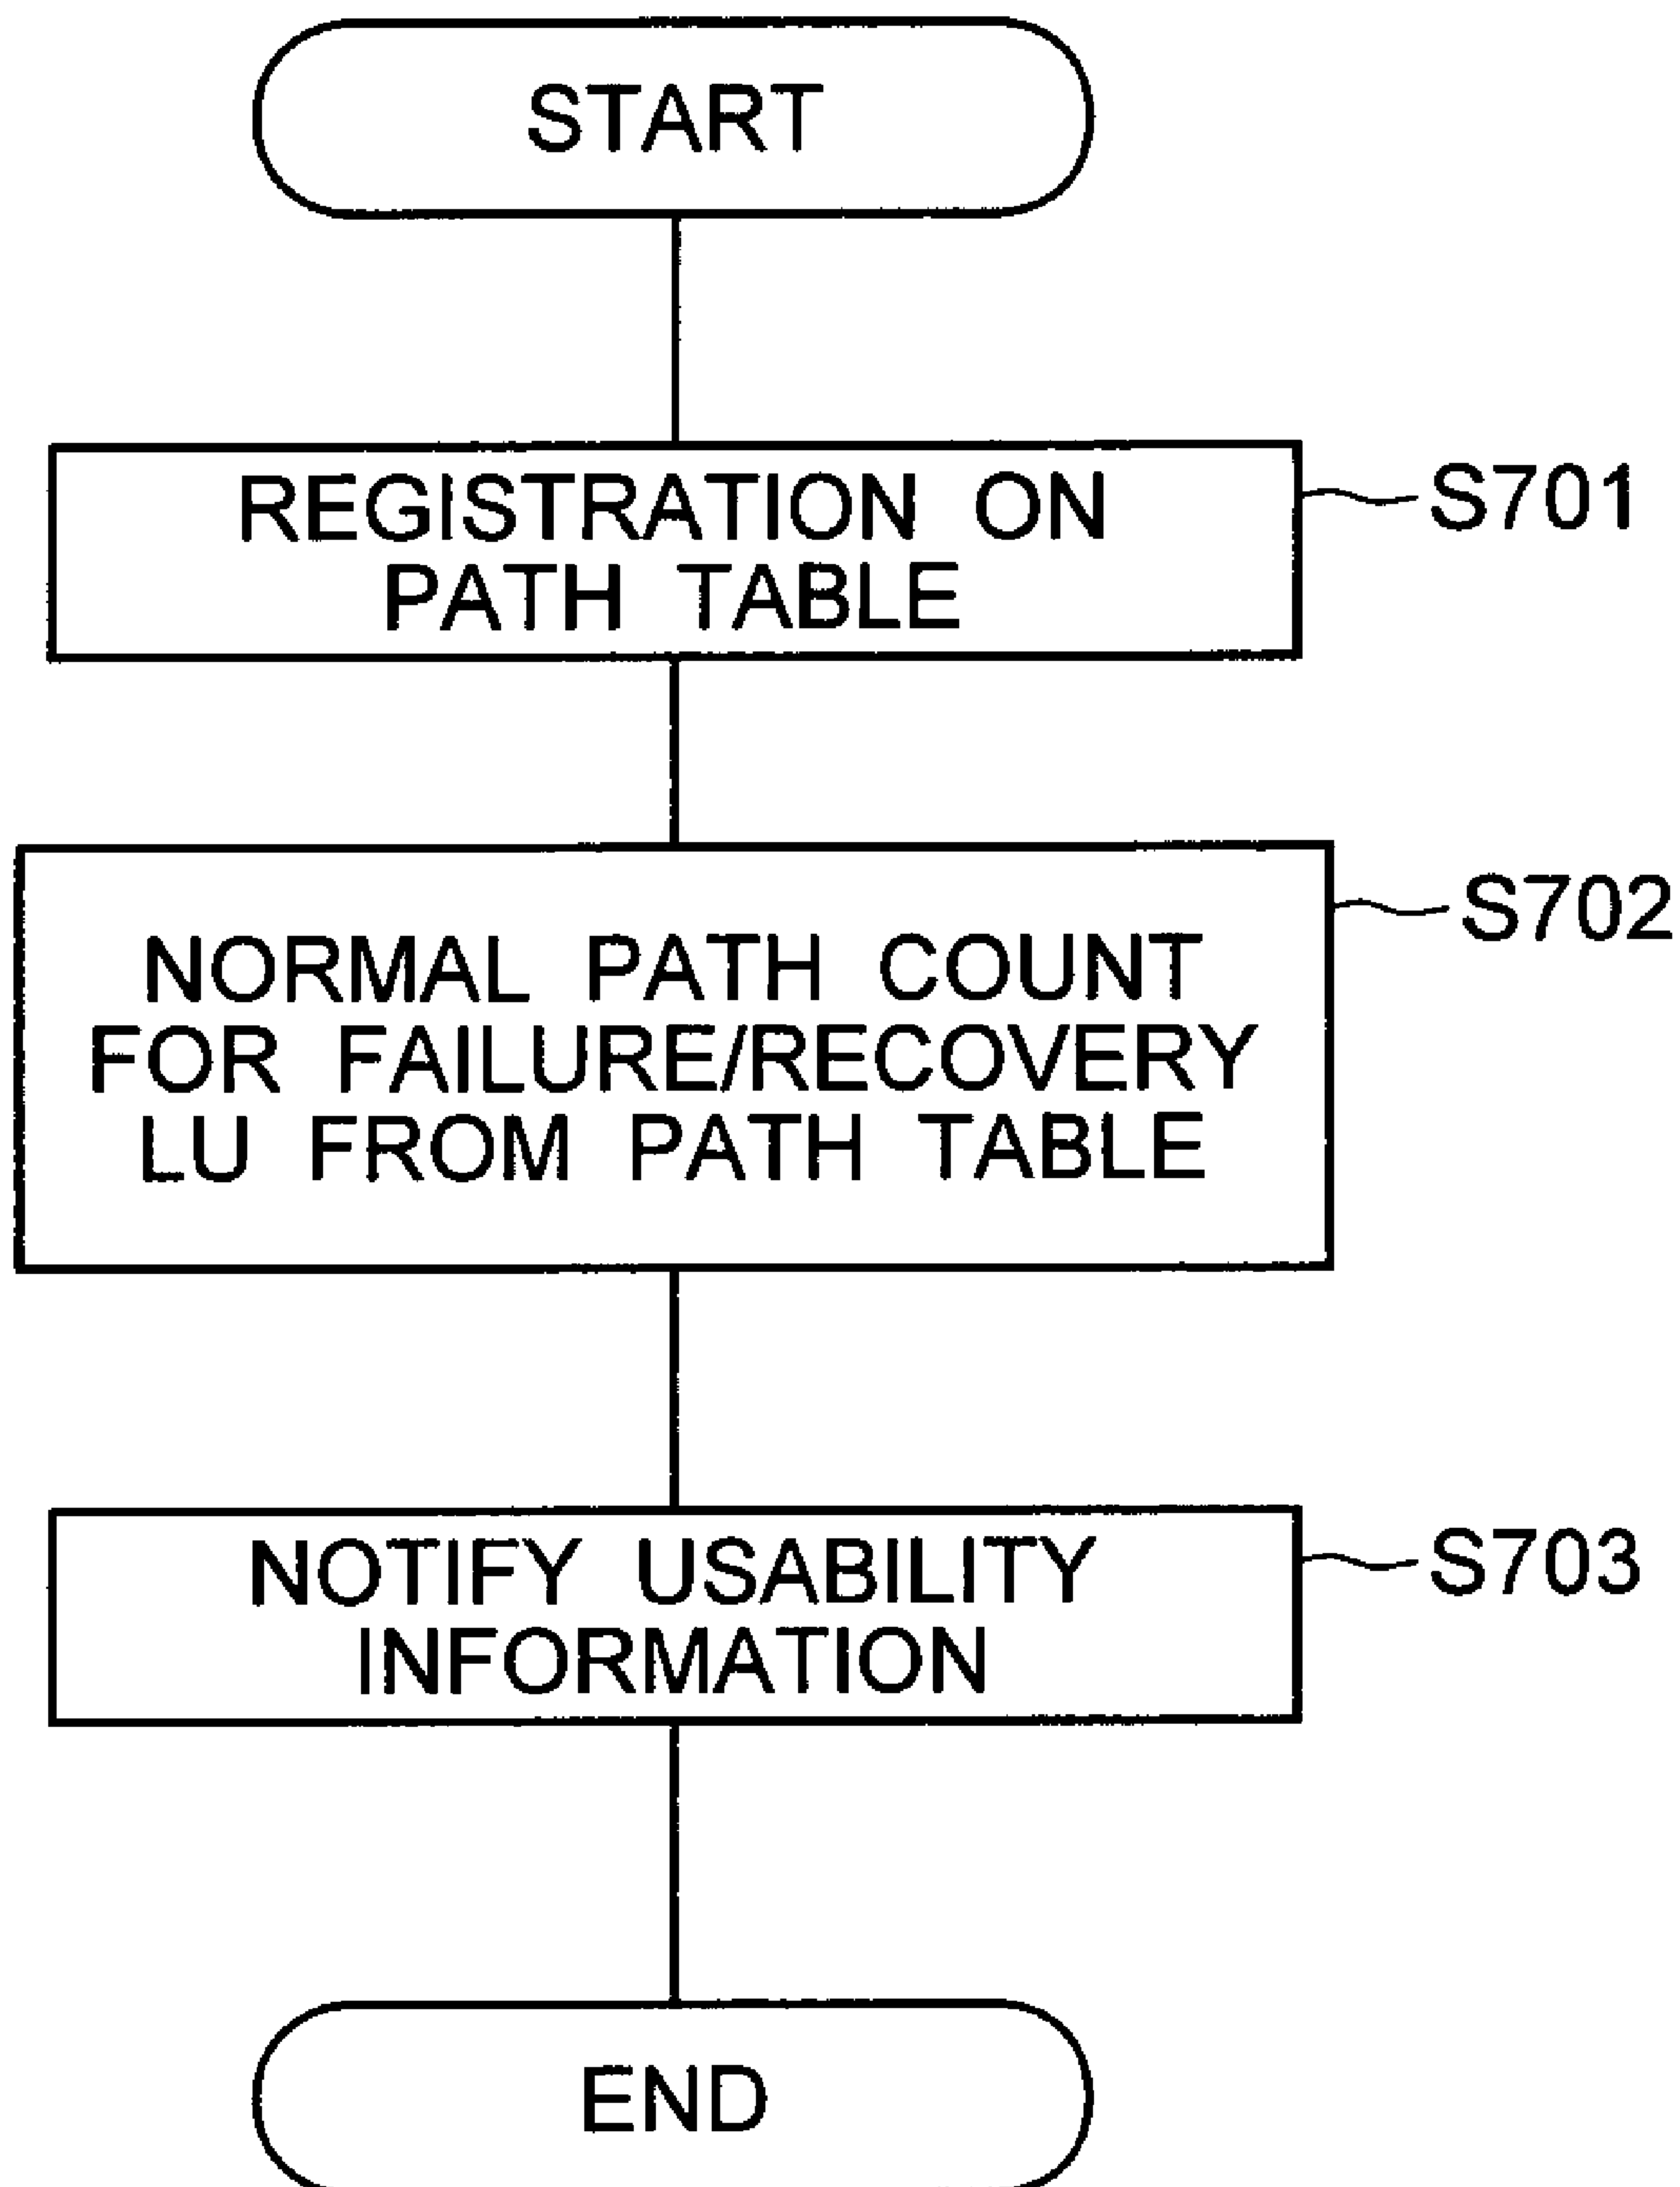 START
REGISTRATION ON
PATH TABLE
S701
NORMAL PATH COUNT
FOR FAILURE/RECOVERY
LU FROM PATH TABLE
S702
NOTIFY USABILITY
INFORMATION
S703
END